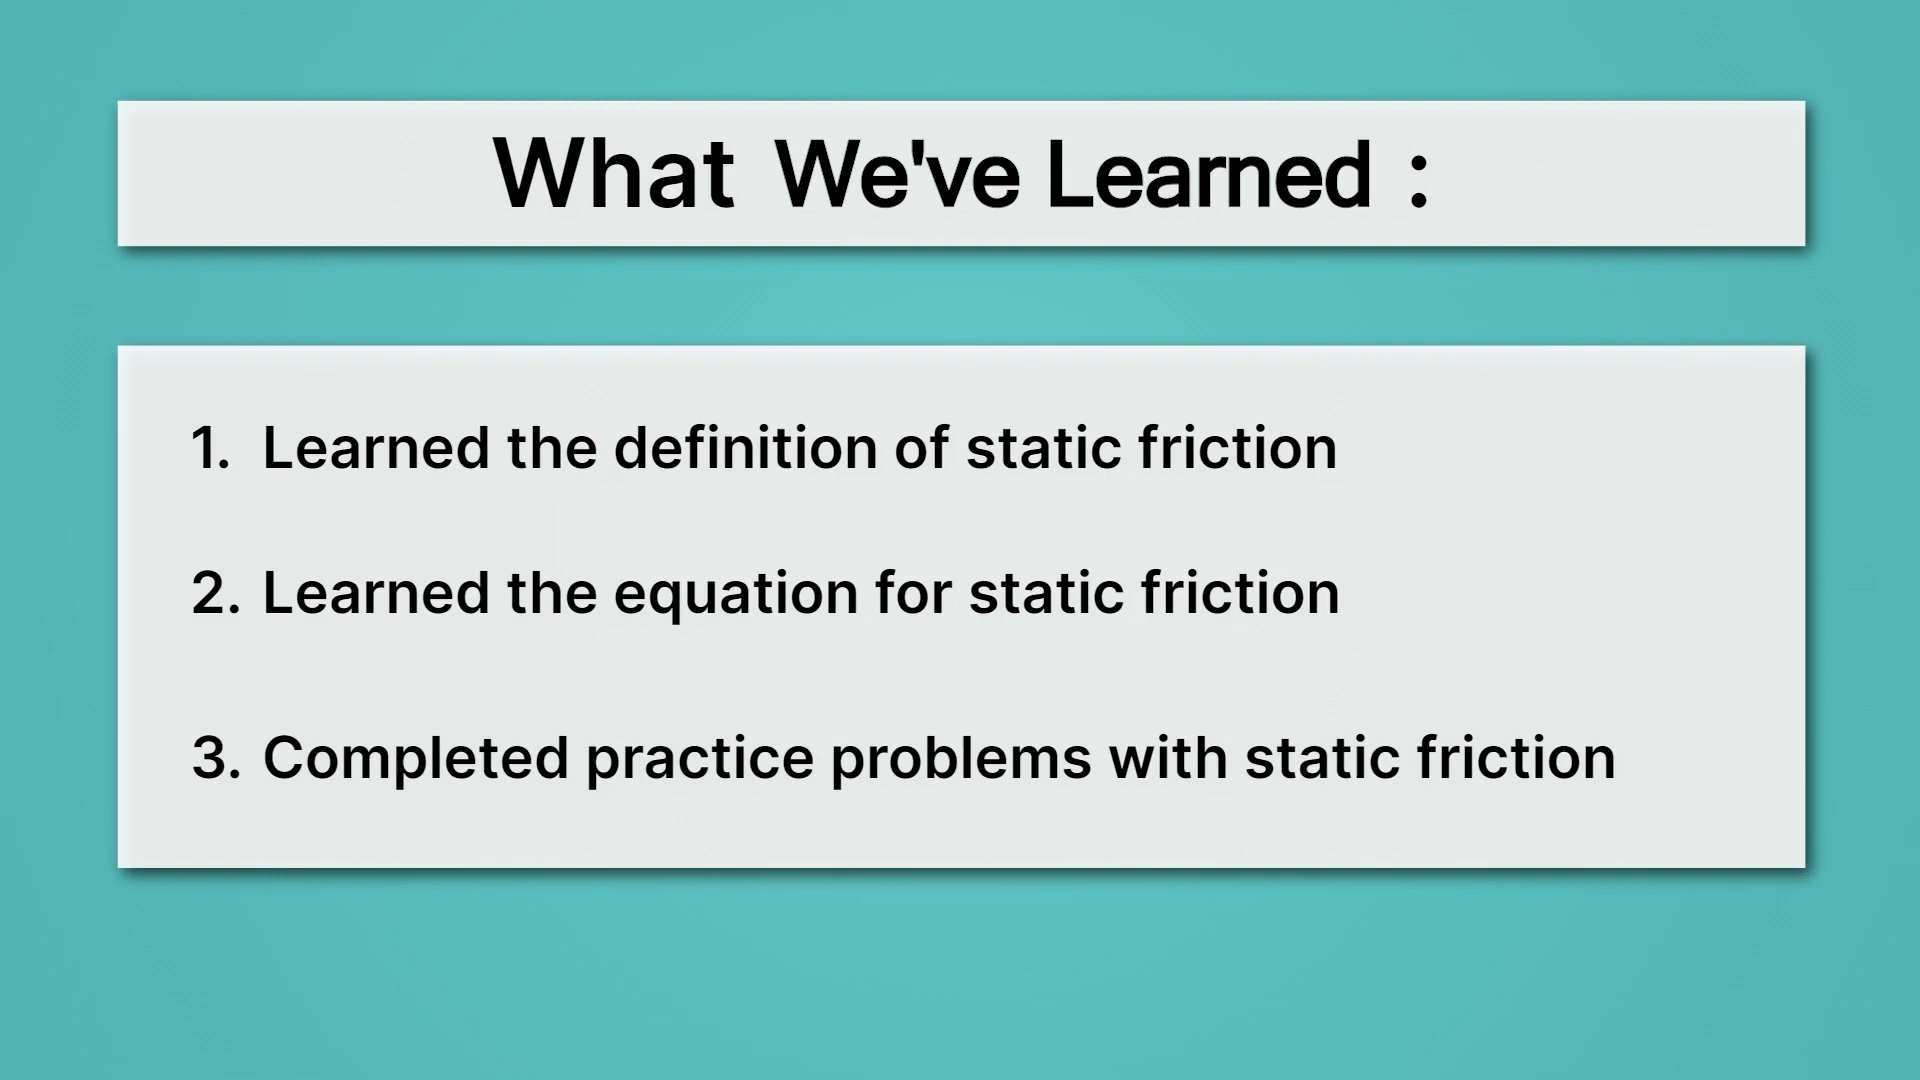 What We've Learned :
1. Learned the definition of static friction
2. Learned the equation for static friction
3. Completed practice problems with static friction